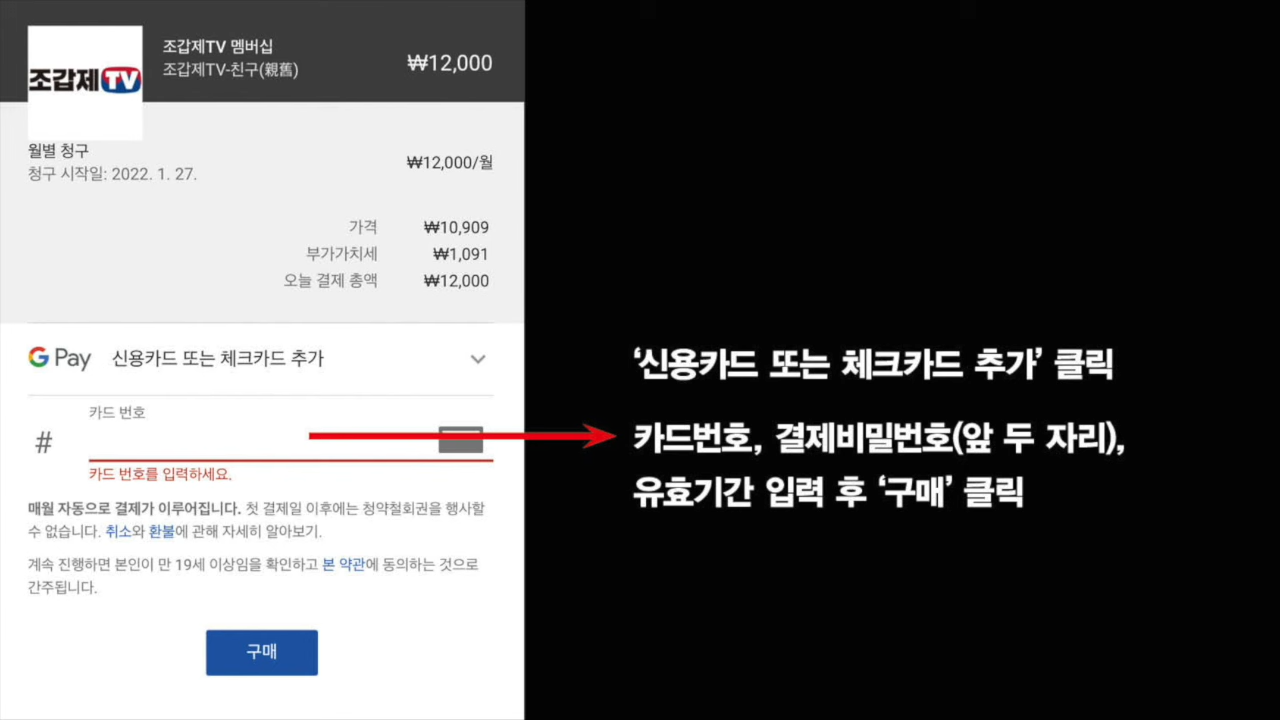 조갑제TV
조갑제TV 멤버십
조갑제TV-친구(親舊)
₩12,000
월별 청구
청구 시작일: 2022. 1. 27.
₩12,000/월
가격 ₩10,909
부가가치세 ₩1,091
오늘 결제 총액 ₩12,000
G Pay 신용카드 또는 체크카드 추가
카드 번호
#
카드 번호를 입력하세요.
매월 자동으로 결제가 이루어집니다. 첫 결제일 이후에는 청약철회권을 행사할
수 없습니다. 취소와 환불에 관해 자세히 알아보기.
계속 진행하면 본인이 만 19세 이상임을 확인하고 본 약관에 동의하는 것으로
간주됩니다.
구매
‘신용카드 또는 체크카드 추가’ 클릭
카드번호, 결제비밀번호(앞 두 자리),
유효기간 입력 후 ‘구매’ 클릭